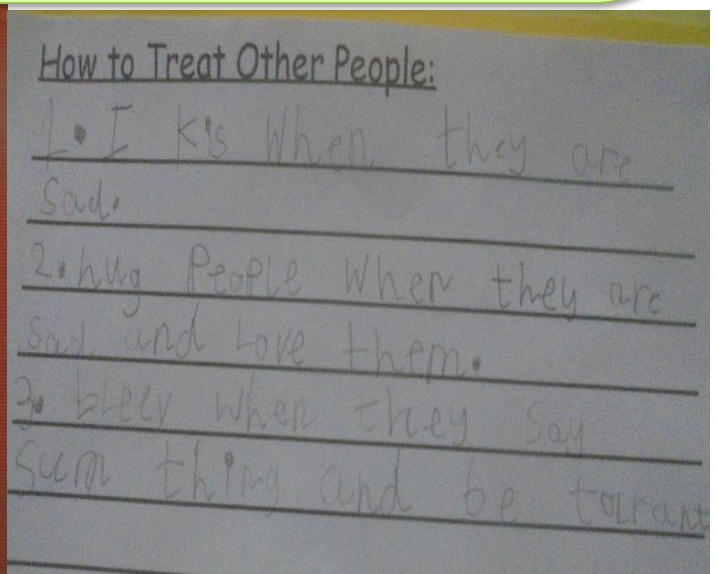 How to Treat Other People:
1. I kis when they are
sad.
2. hug PeoPle when they are
sad and Love them.
3. bleev when they say
sum thing and be tolrant